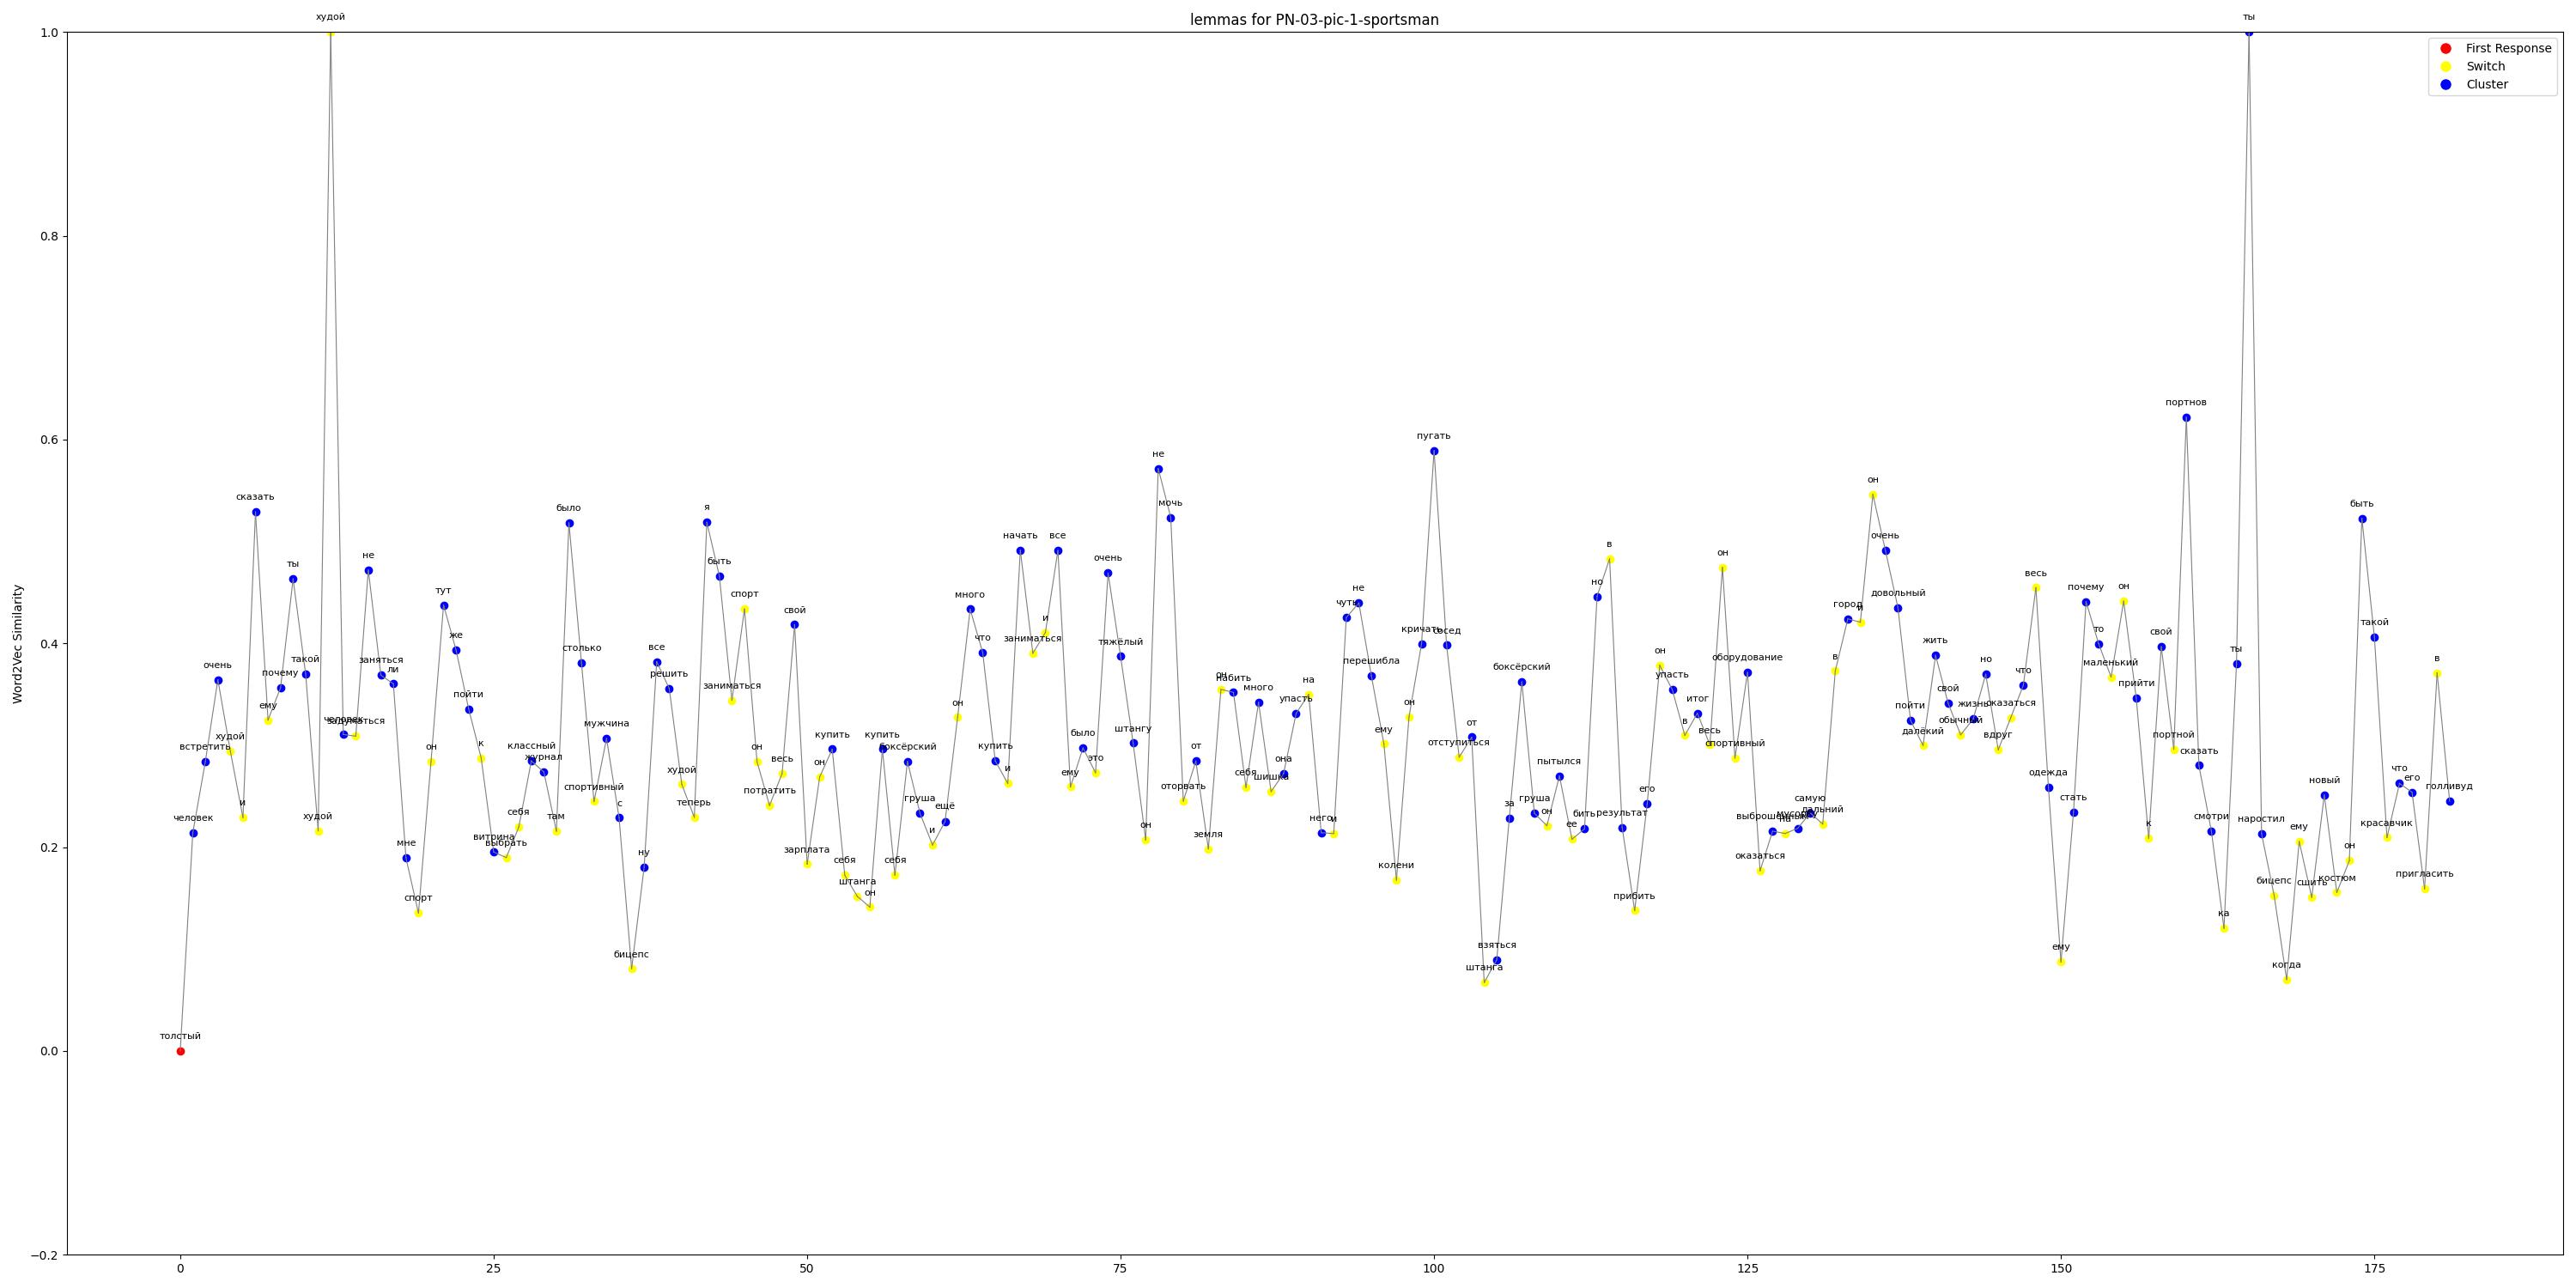 lemmas for PN-03-pic-1-sportsman
Word2Vec Similarity
1.0
0.8
0.6
0.4
0.2
0.0
−0.2
First Response
Switch
Cluster
толстый
человек
встретить
очень
худой
и
сказать
ему
почему
ты
такой
худой
худой
человек
задуматься
не
заняться
ли
мне
спорт
он
тут
же
пойти
к
витрина
выбрать
себя
классный
журнал
там
было
столько
спортивный
мужчина
с
бицепс
ну
все
решить
худой
теперь
я
быть
заниматься
спорт
он
потратить
весь
свой
зарплата
он
купить
себя
штанга
он
купить
себя
боксёрский
груша
и
ещё
он
много
что
купить
и
начать
заниматься
и
все
ему
было
это
очень
тяжёлый
штангу
он
не
мочь
оторвать
от
земля
он
набить
себя
много
шишка
она
упасть
на
него
и
чуть
не
перешибла
ему
колени
он
кричать
пугать
сосед
отступиться
от
штанга
взяться
за
боксёрский
груша
он
пытылся
ее
бить
но
в
результат
прибить
его
он
упасть
в
итог
весь
он
спортивный
оборудование
оказаться
на
самую
дальний
в
город
и
он
очень
довольный
пойти
далёкий
жить
свой
обычный
жизнь
но
вдруг
оказаться
что
весь
одежда
ему
стать
почему
то
маленький
он
прийти
к
свой
портной
портнов
сказать
смотри
ка
ты
ты
наростил
бицепс
когда
ему
сшить
новый
костюм
он
быть
такой
красавчик
что
его
пригласить
в
голливуд
0
25
50
75
100
125
150
175